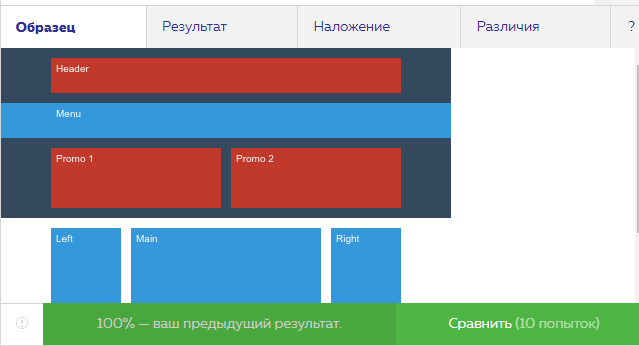 Образец Результат Наложение Различия ?
Header
Menu
Promo 1 Promo 2
Left Main Right
100% — ваш предыдущий результат. Сравнить (10 попыток)